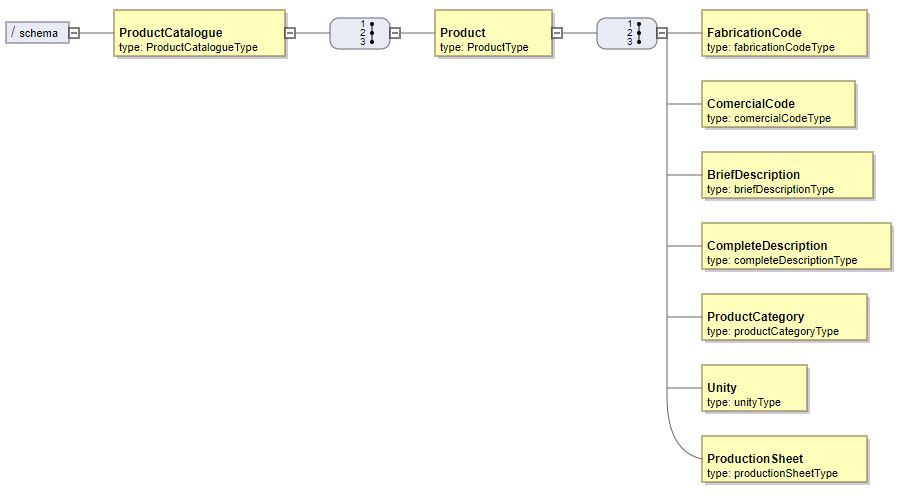 / schema
ProductCatalogue
type: ProductCatalogueType
1
2
3
Product
type: ProductType
1
2
3
FabricationCode
type: fabricationCodeType
ComercialCode
type: comercialCodeType
BriefDescription
type: briefDescriptionType
CompleteDescription
type: completeDescriptionType
ProductCategory
type: productCategoryType
Unity
type: unityType
ProductionSheet
type: productionSheetType